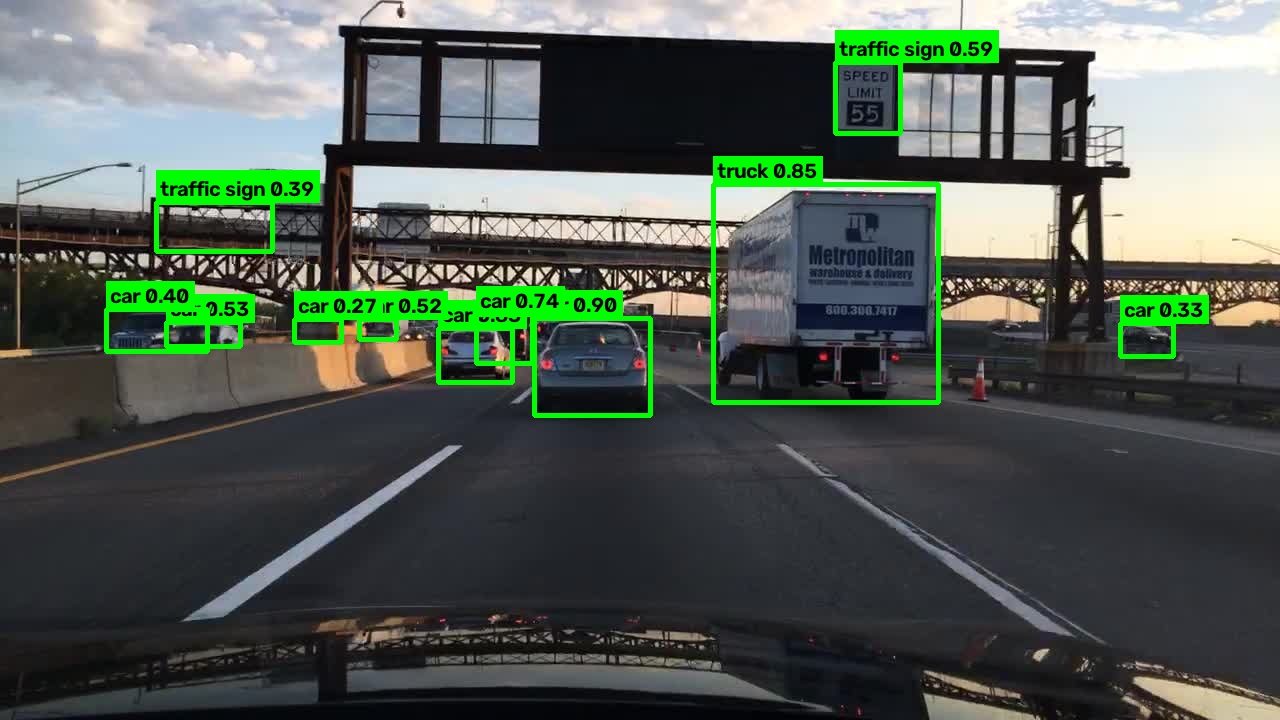 traffic sign 0.59
SPEED
LIMIT
55
truck 0.85
traffic sign 0.39
Metropolitan
warehouse & delivery
800.300.7417
car 0.40
0.53
car 0.27
0.52
car
car 0.74
0.90
car 0.33